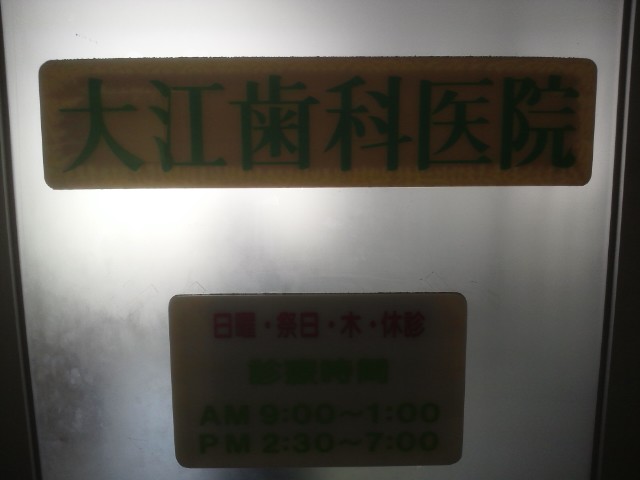 大江歯科医院
日曜・祭日・木・休診
診療時間
AM 9:00～1:00
PM 2:30～7:00